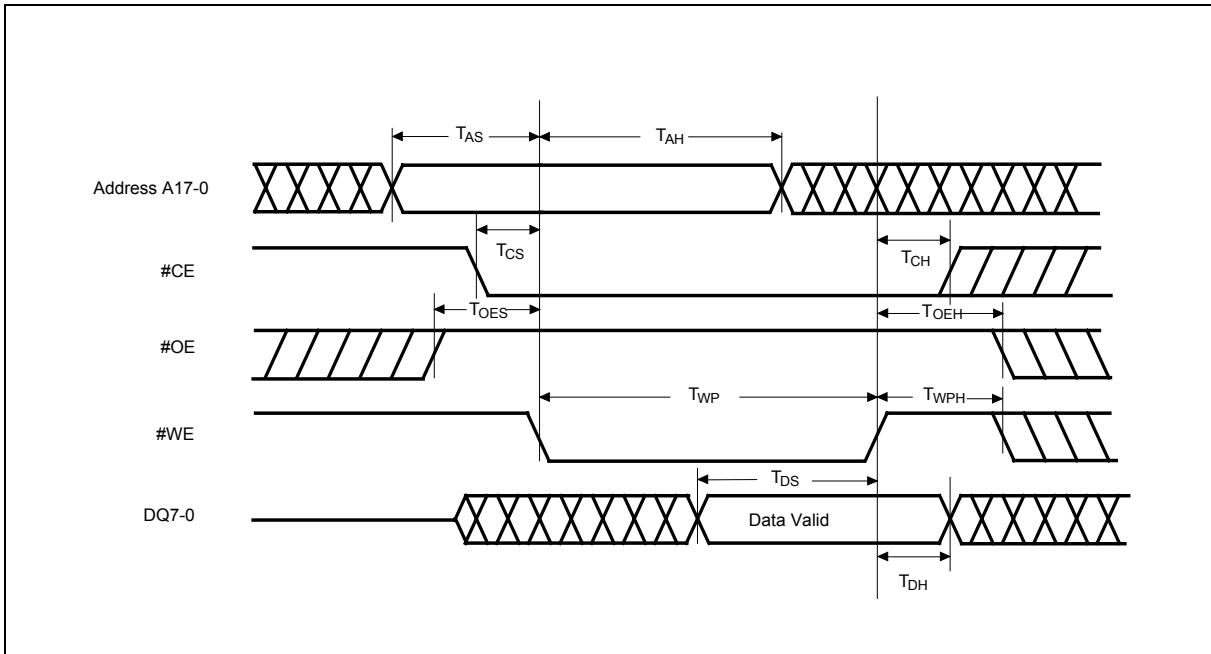 TAS
TAH
Address A17-0
TCS
TCH
#CE
TOES
TOEH
#OE
TWP
TWPH
#WE
TDS
DQ7-0
Data Valid
TDH